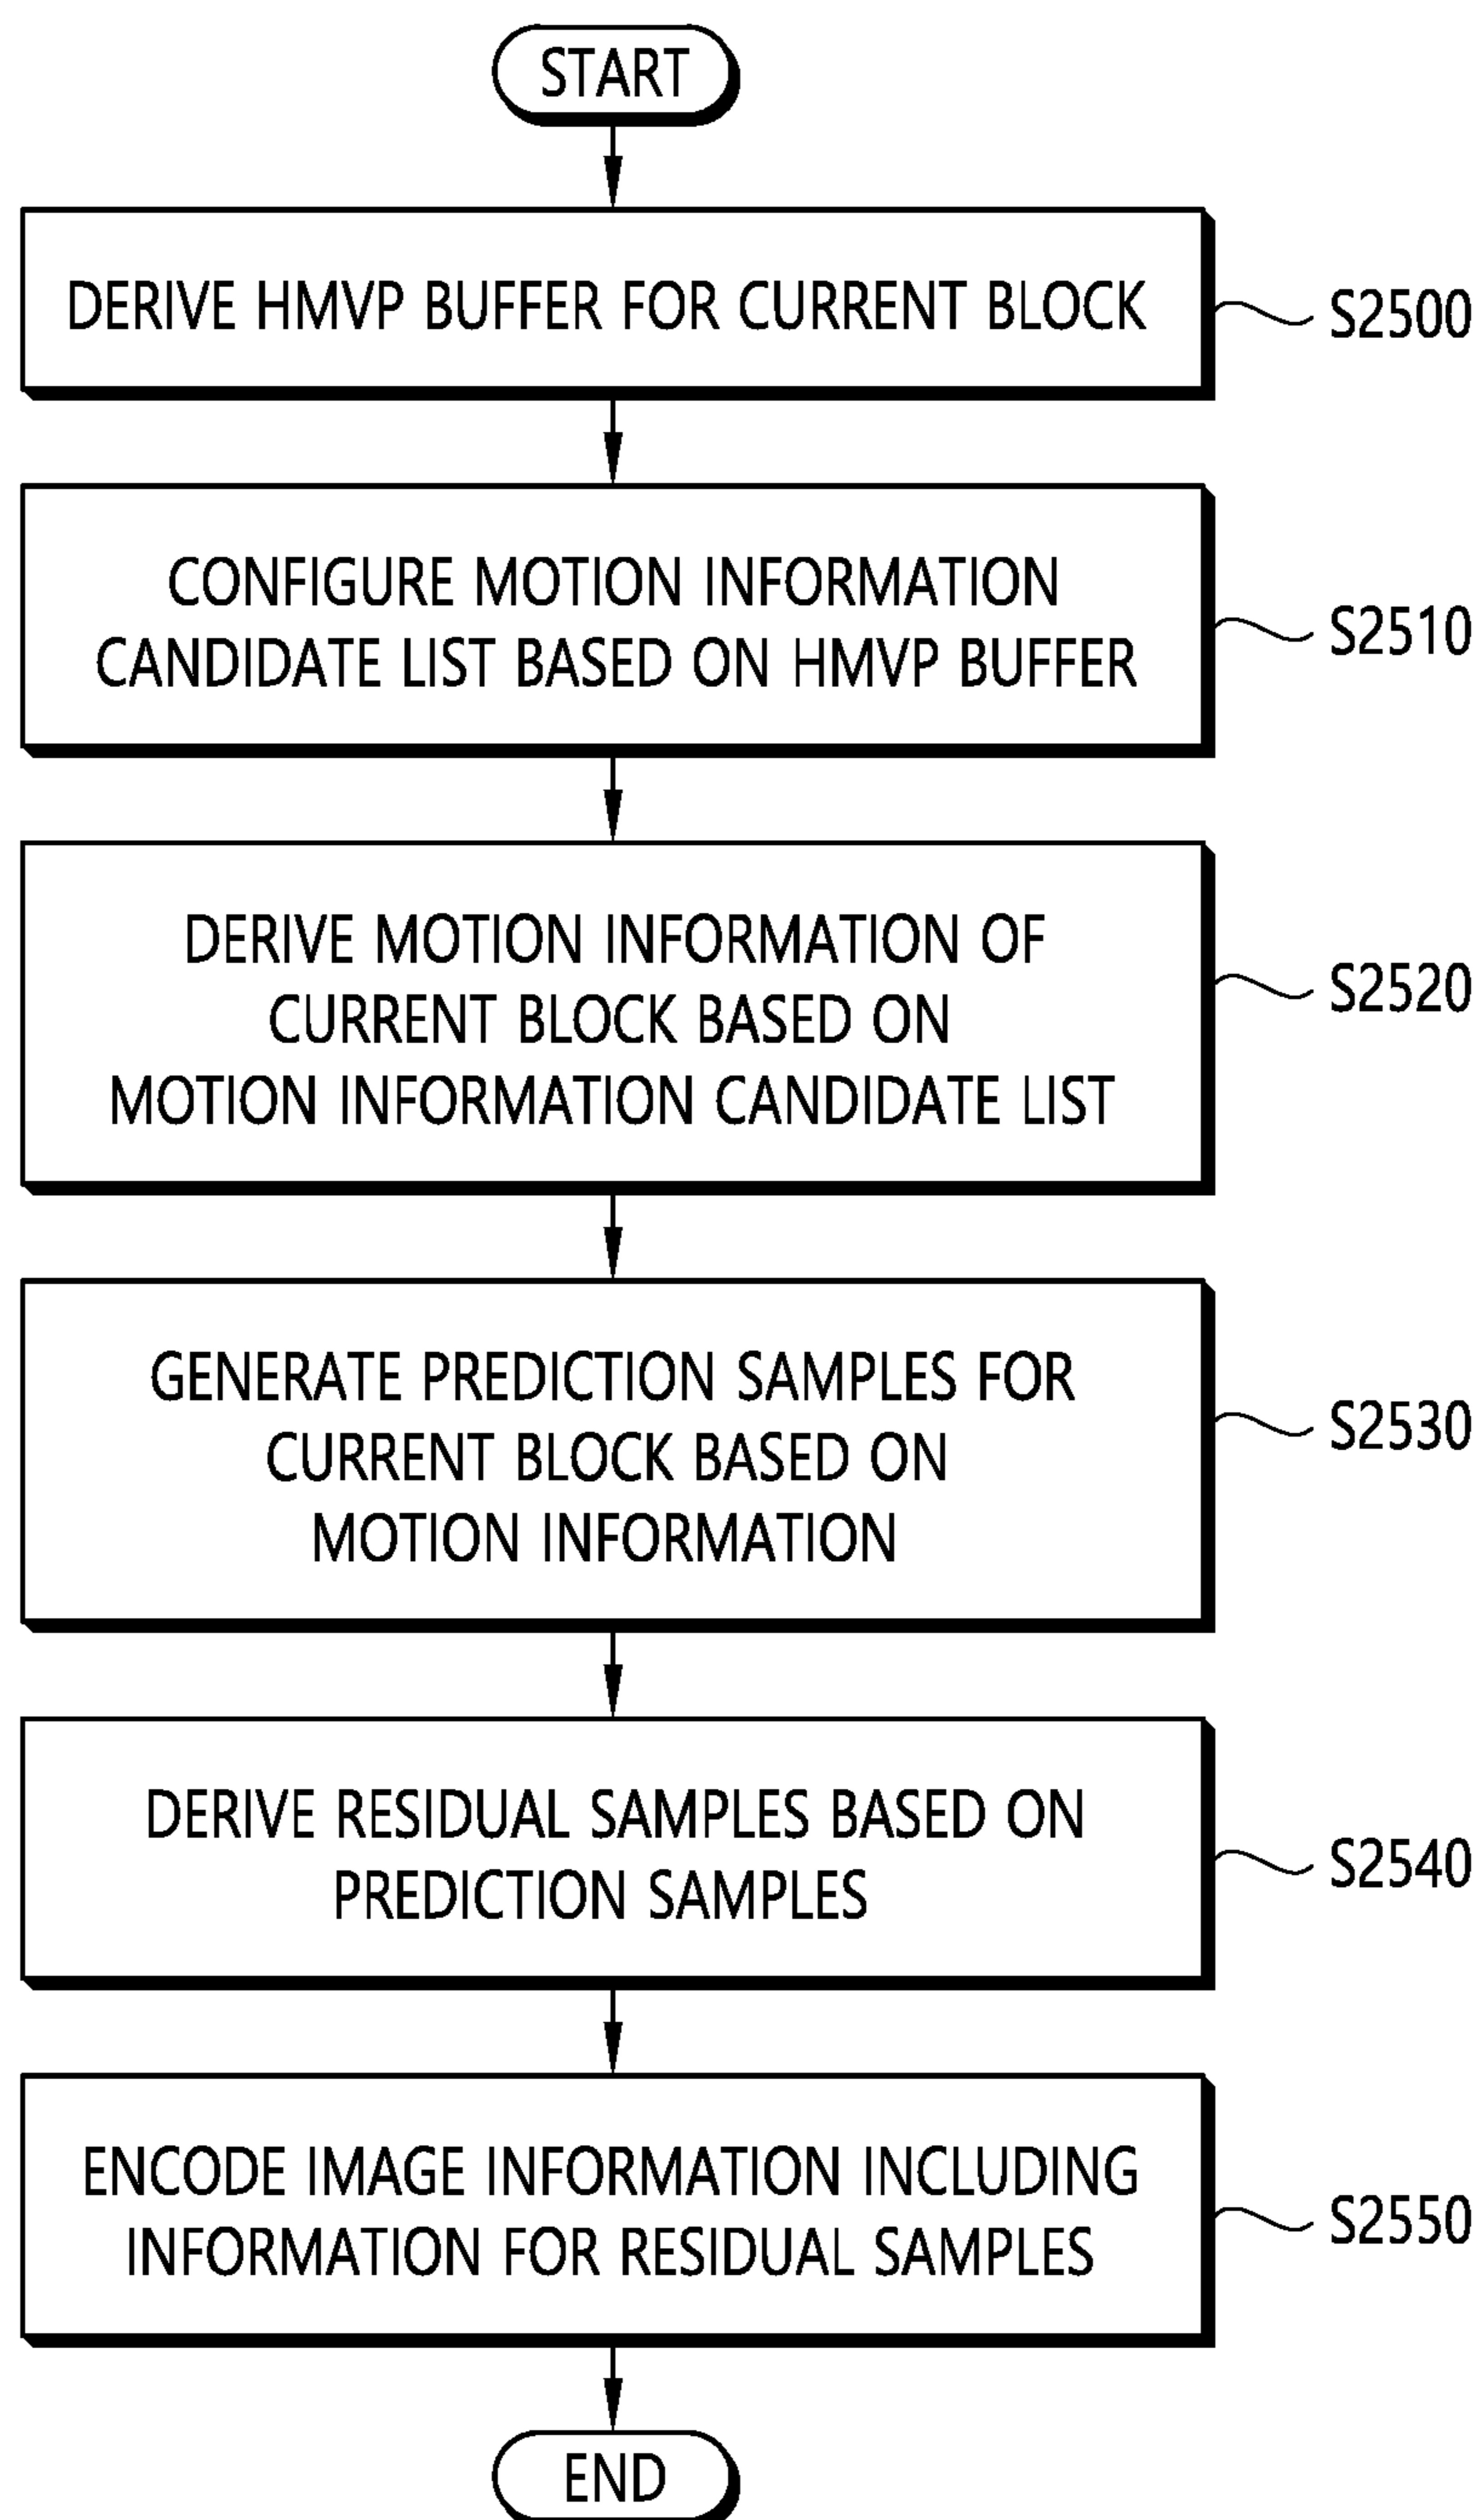 START
DERIVE HMVP BUFFER FOR CURRENT BLOCK
S2500
CONFIGURE MOTION INFORMATION
CANDIDATE LIST BASED ON HMVP BUFFER
S2510
DERIVE MOTION INFORMATION OF
CURRENT BLOCK BASED ON
MOTION INFORMATION CANDIDATE LIST
S2520
GENERATE PREDICTION SAMPLES FOR
CURRENT BLOCK BASED ON
MOTION INFORMATION
S2530
DERIVE RESIDUAL SAMPLES BASED ON
PREDICTION SAMPLES
S2540
ENCODE IMAGE INFORMATION INCLUDING
INFORMATION FOR RESIDUAL SAMPLES
S2550
END